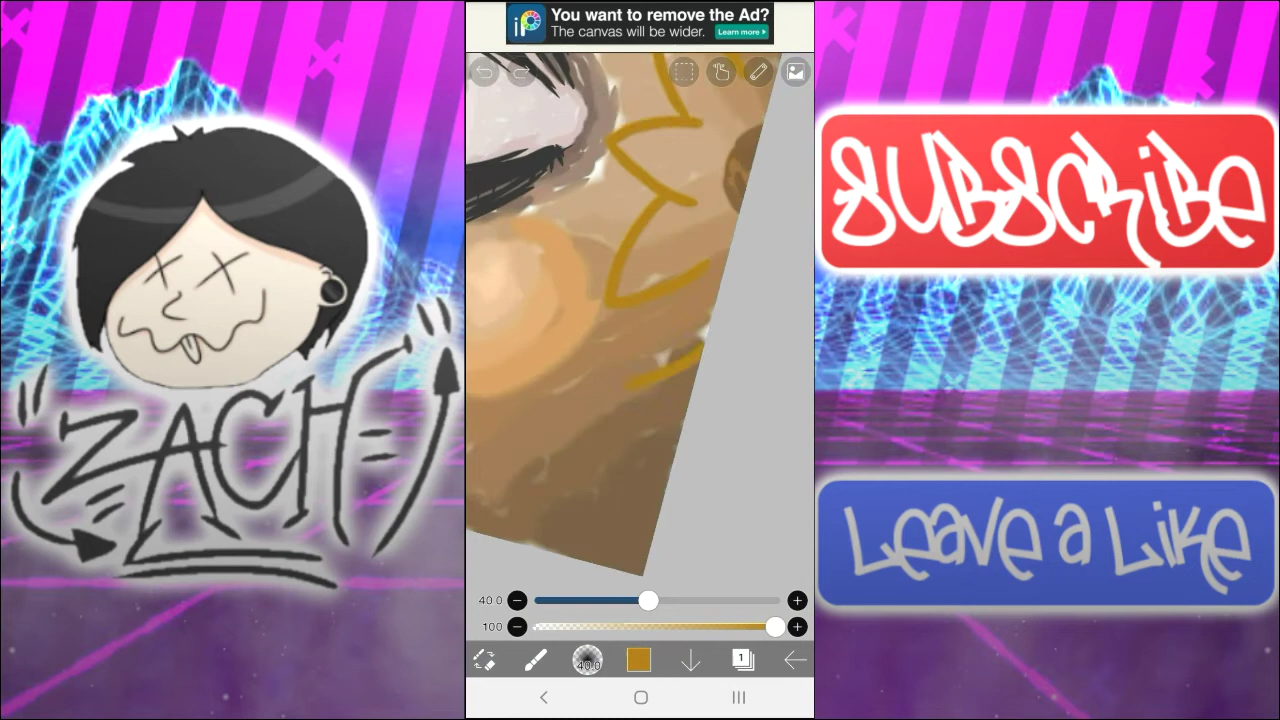 You want to remove the Ad?
The canvas will be wider.
Learn more
iP
"ZACH"
SUBSCRiBe
Leave a Like
40.0
100
40.0
1